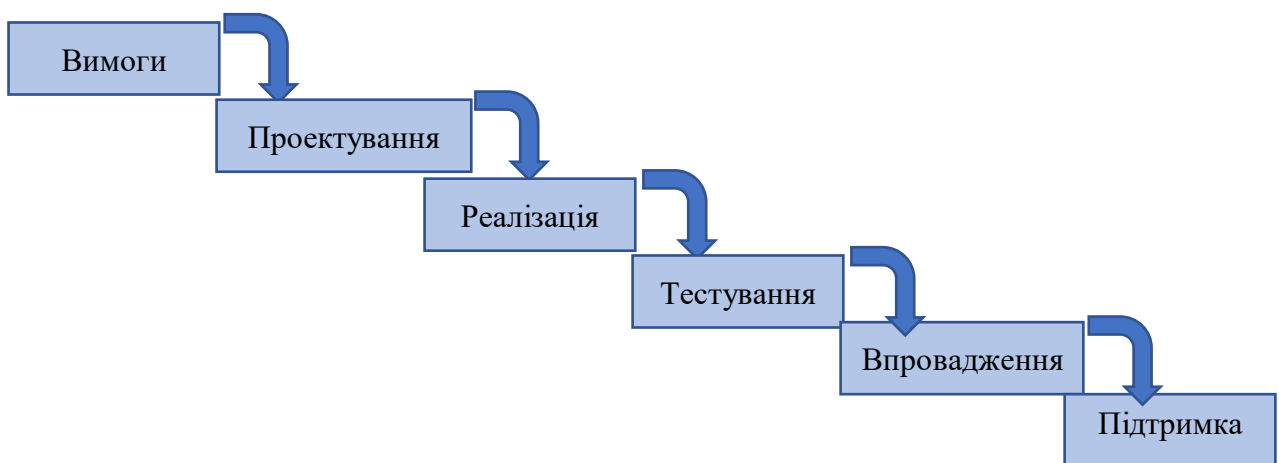 Вимоги
Проектування
Реалізація
Тестування
Впровадження
Підтримка